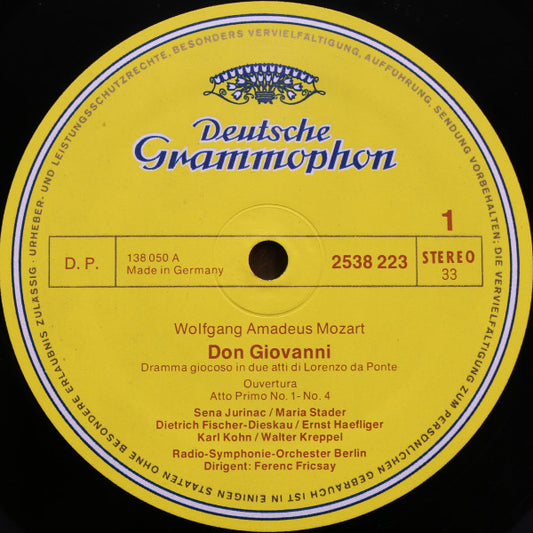 URHEBER- UND LEISTUNGSSCHUTZRECHTE, BESONDERS VERVIELFÄLTIGUNG, AUFFÜHRUNG, SENDUNG VORBEHALTEN; DIE VERVIELFÄLTIGUNG ZUM PERSÖNLICHEN GEBRAUCH IST IN EINIGEN STAATEN OHNE BESONDERE ERLAUBNIS ZULÄSSIG ·
Deutsche
Grammophon
1
D. P.
138 050 A
Made in Germany
2538 223
STEREO
33
Wolfgang Amadeus Mozart
Don Giovanni
Dramma giocoso in due atti di Lorenzo da Ponte
Ouvertura
Atto Primo No. 1 - No. 4
Sena Jurinac / Maria Stader
Dietrich Fischer-Dieskau / Ernst Haefliger
Karl Kohn / Walter Kreppel
Radio-Symphonie-Orchester Berlin
Dirigent: Ferenc Fricsay